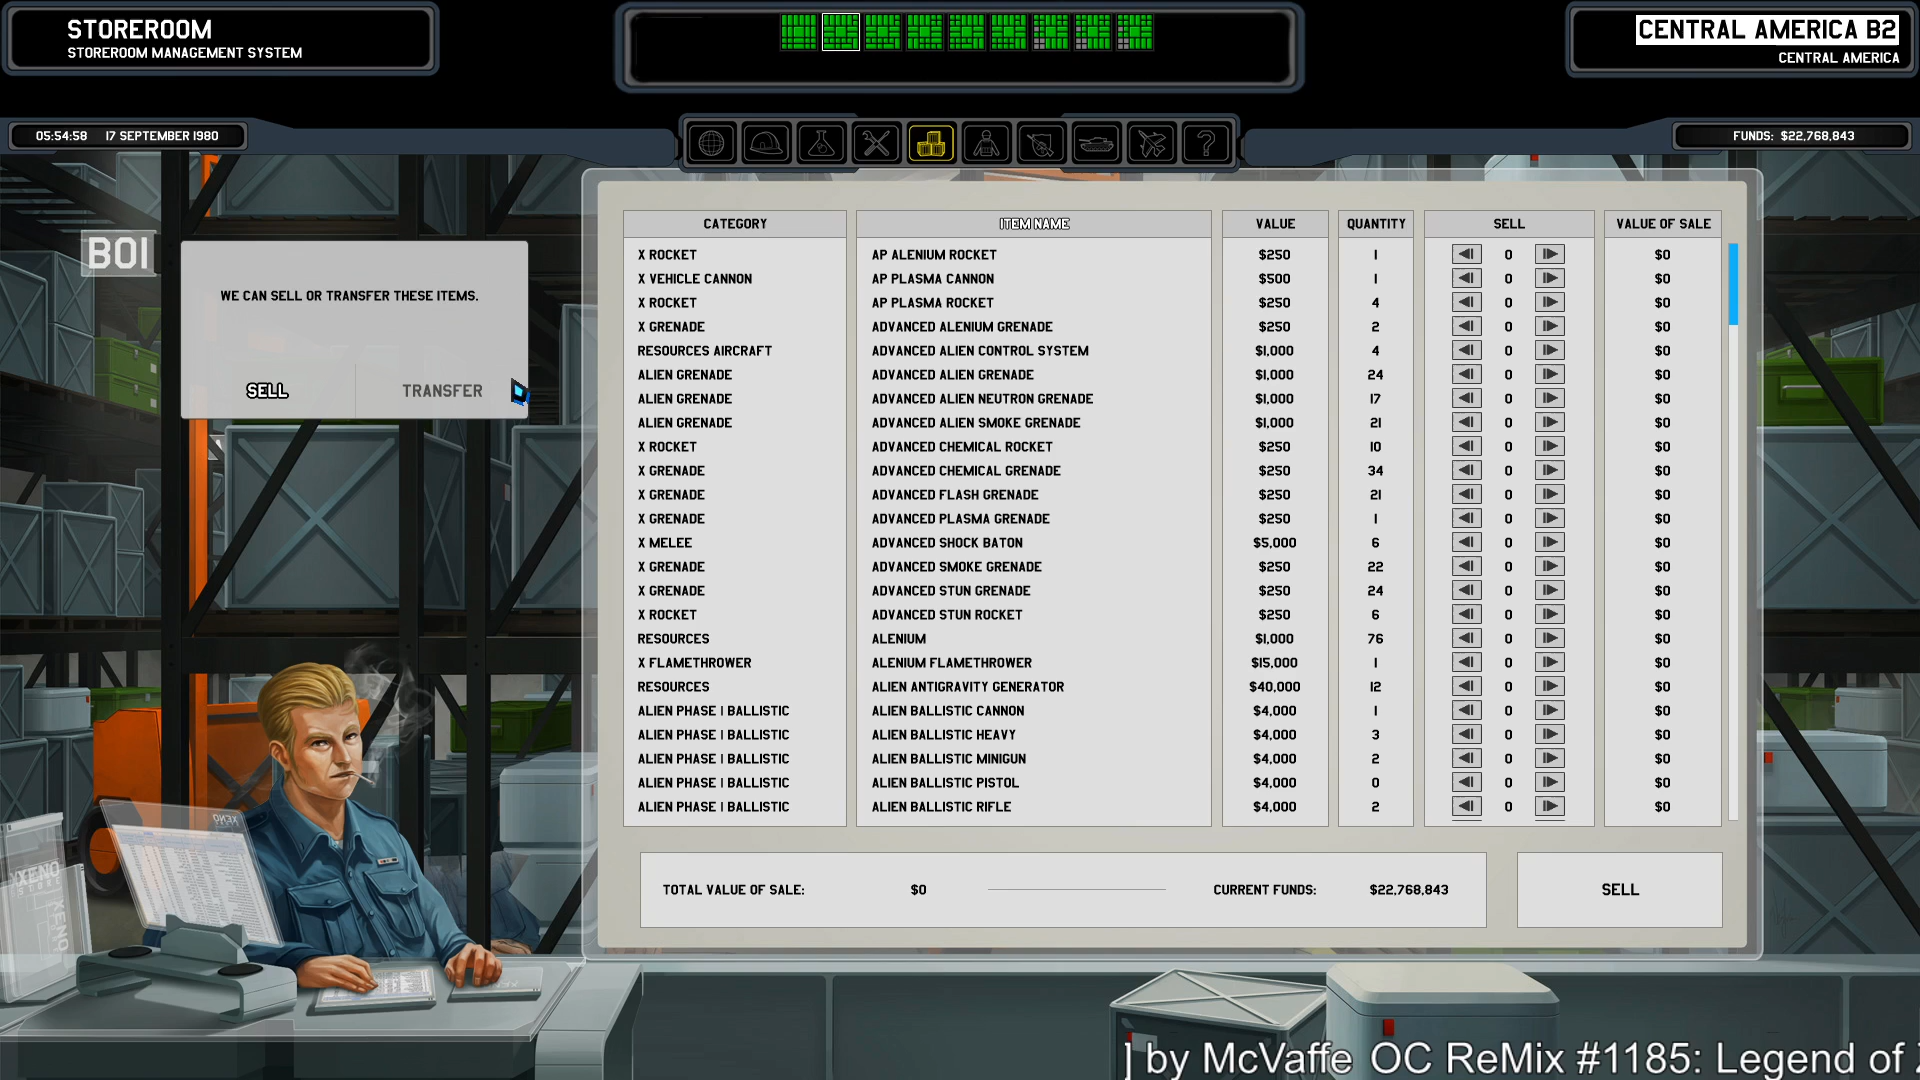 STOREROOM
STOREROOM MANAGEMENT SYSTEM
CENTRAL AMERICA B2
CENTRAL AMERICA
05:54:58 17 SEPTEMBER 1980
FUNDS: $22,768,843
B01
WE CAN SELL OR TRANSFER THESE ITEMS.
SELL TRANSFER
CATEGORY ITEM NAME VALUE QUANTITY SELL VALUE OF SALE
X ROCKET AP ALENIUM ROCKET $250 1 0 $0
X VEHICLE CANNON AP PLASMA CANNON $500 1 0 $0
X ROCKET AP PLASMA ROCKET $250 4 0 $0
X GRENADE ADVANCED ALENIUM GRENADE $250 2 0 $0
RESOURCES AIRCRAFT ADVANCED ALIEN CONTROL SYSTEM $1,000 4 0 $0
ALIEN GRENADE ADVANCED ALIEN GRENADE $1,000 24 0 $0
ALIEN GRENADE ADVANCED ALIEN NEUTRON GRENADE $1,000 17 0 $0
ALIEN GRENADE ADVANCED ALIEN SMOKE GRENADE $1,000 21 0 $0
X ROCKET ADVANCED CHEMICAL ROCKET $250 10 0 $0
X GRENADE ADVANCED CHEMICAL GRENADE $250 34 0 $0
X GRENADE ADVANCED FLASH GRENADE $250 21 0 $0
X GRENADE ADVANCED PLASMA GRENADE $250 1 0 $0
X MELEE ADVANCED SHOCK BATON $5,000 6 0 $0
X GRENADE ADVANCED SMOKE GRENADE $250 22 0 $0
X GRENADE ADVANCED STUN GRENADE $250 24 0 $0
X ROCKET ADVANCED STUN ROCKET $250 6 0 $0
RESOURCES ALENIUM $1,000 76 0 $0
X FLAMETHROWER ALENIUM FLAMETHROWER $15,000 1 0 $0
RESOURCES ALIEN ANTIGRAVITY GENERATOR $40,000 12 0 $0
ALIEN PHASE 1 BALLISTIC ALIEN BALLISTIC CANNON $4,000 1 0 $0
ALIEN PHASE 1 BALLISTIC ALIEN BALLISTIC HEAVY $4,000 3 0 $0
ALIEN PHASE 1 BALLISTIC ALIEN BALLISTIC MINIGUN $4,000 2 0 $0
ALIEN PHASE 1 BALLISTIC ALIEN BALLISTIC PISTOL $4,000 0 0 $0
ALIEN PHASE 1 BALLISTIC ALIEN BALLISTIC RIFLE $4,000 2 0 $0
TOTAL VALUE OF SALE: $0 CURRENT FUNDS: $22,768,843 SELL
XENO
XENO
XENO
] by McVaffe OC ReMix #1185: Legend of